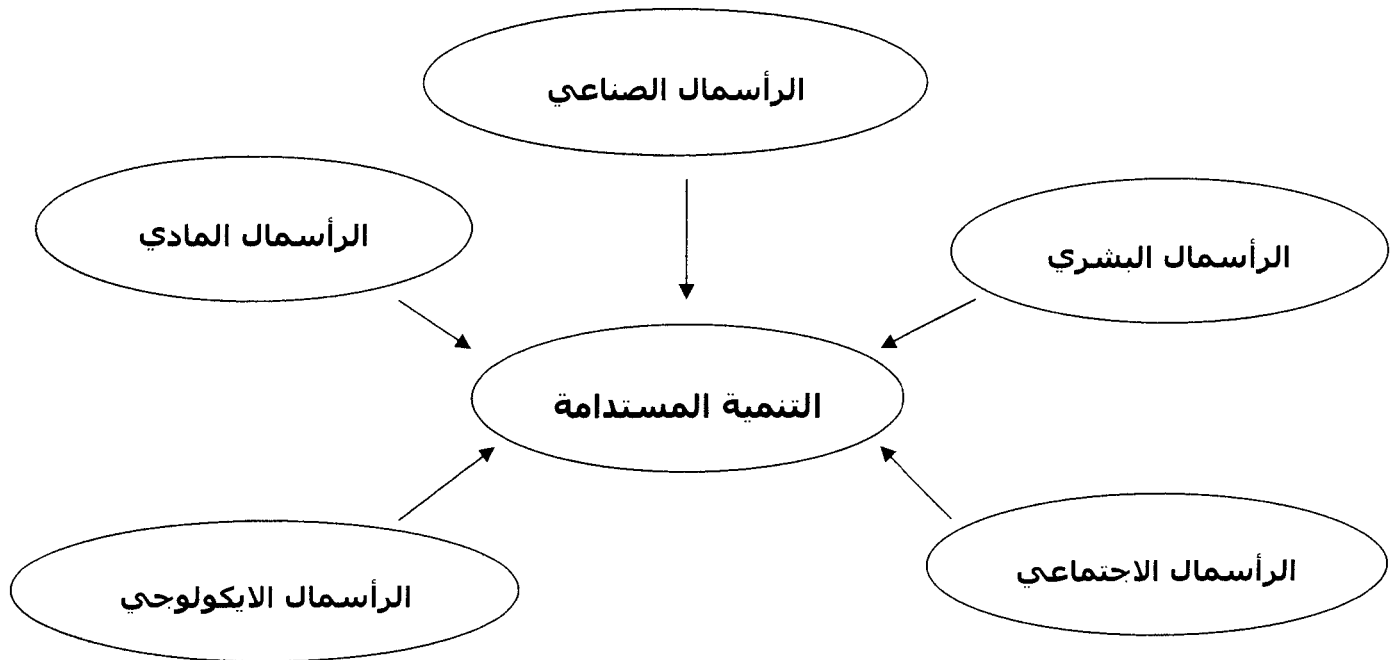 الرأسمال الصناعي
الرأسمال المادي
الرأسمال البشري
التنمية المستدامة
الرأسمال الاجتماعي
الرأسمال الايكولوجي